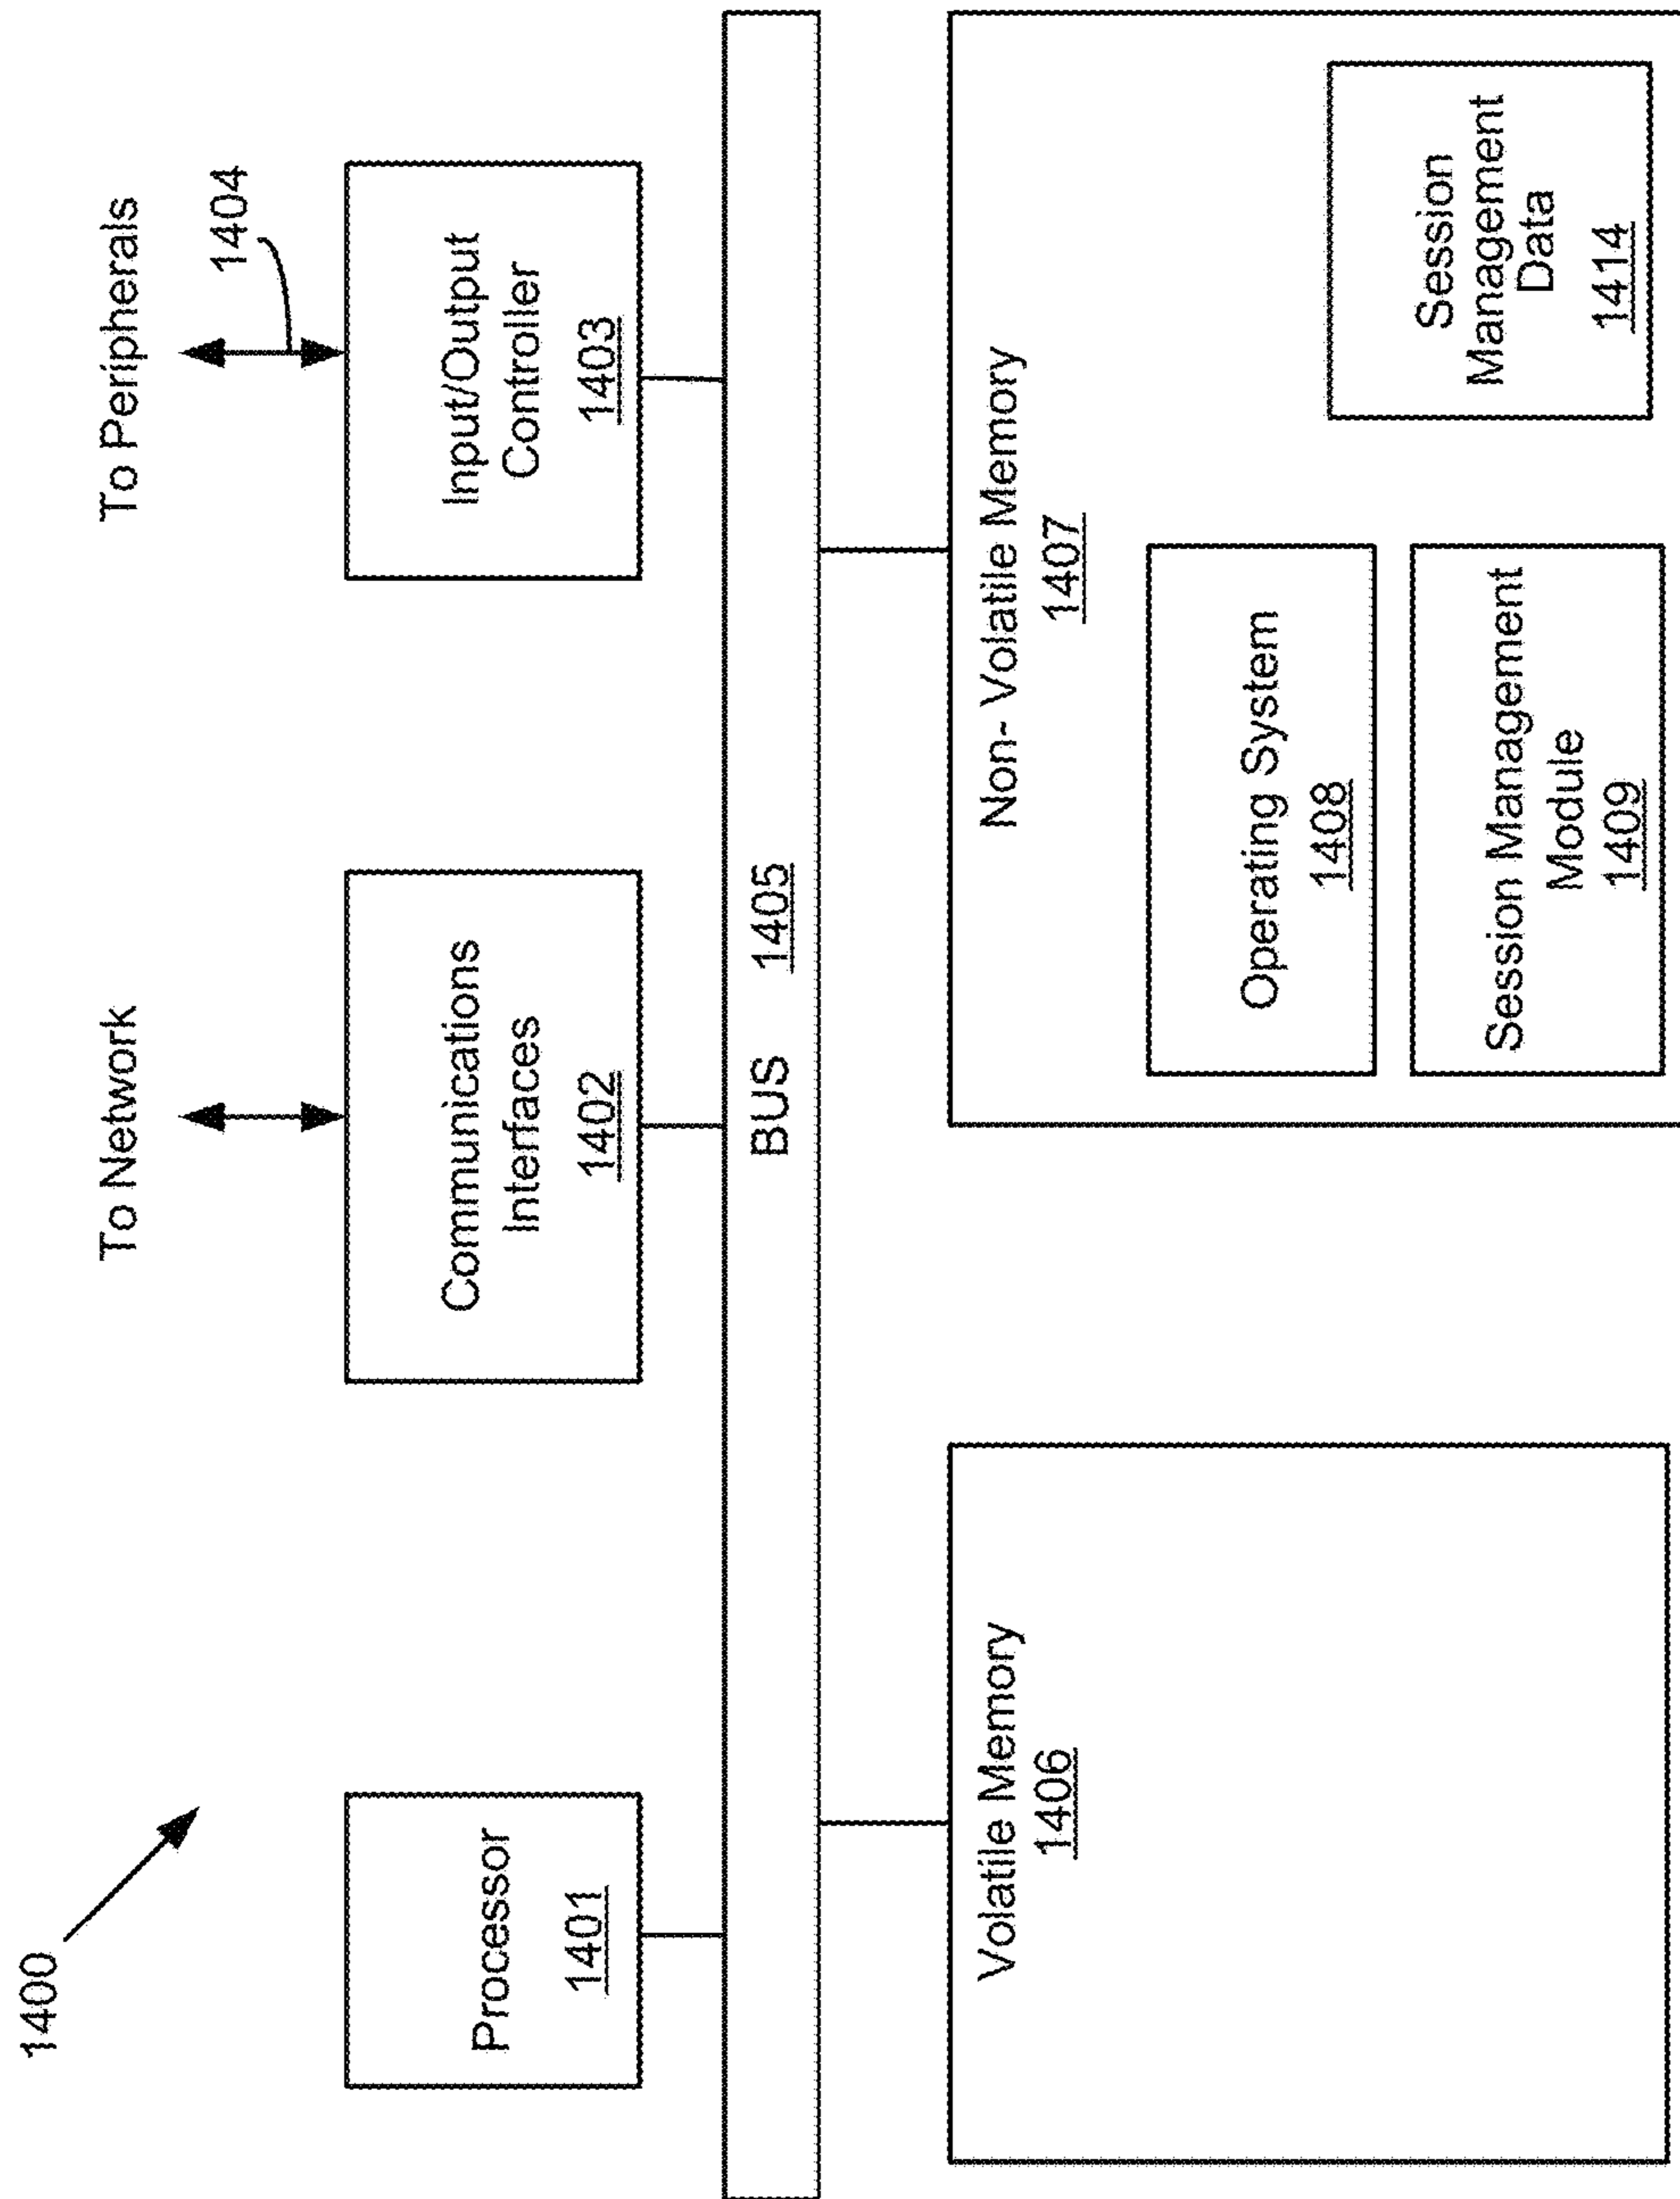 1400
To Network
To Peripherals
1404
Processor
1401
Communications
Interfaces
1402
Input/Output
Controller
1403
BUS 1405
Volatile Memory
1406
Non- Volatile Memory
1407
Operating System
1408
Session Management
Module
1409
Session
Management
Data
1414